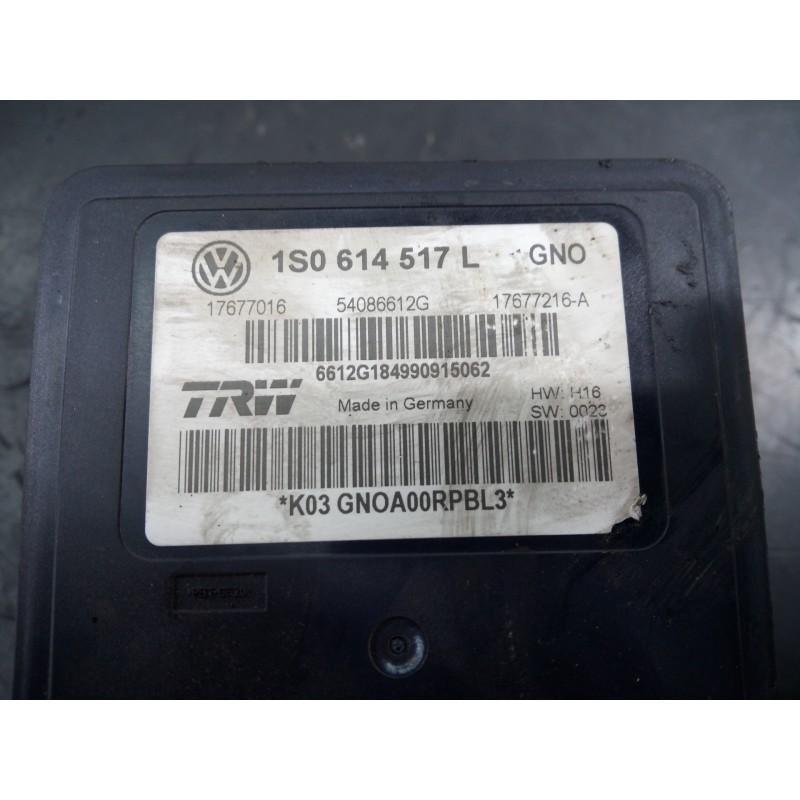 1S0 614 517 L GNO
17677016 54086612G 17677216-A
6612G184990915062
TRW Made in Germany HW: H16
SW: 0023
*K03 GNOA00RPBL3*